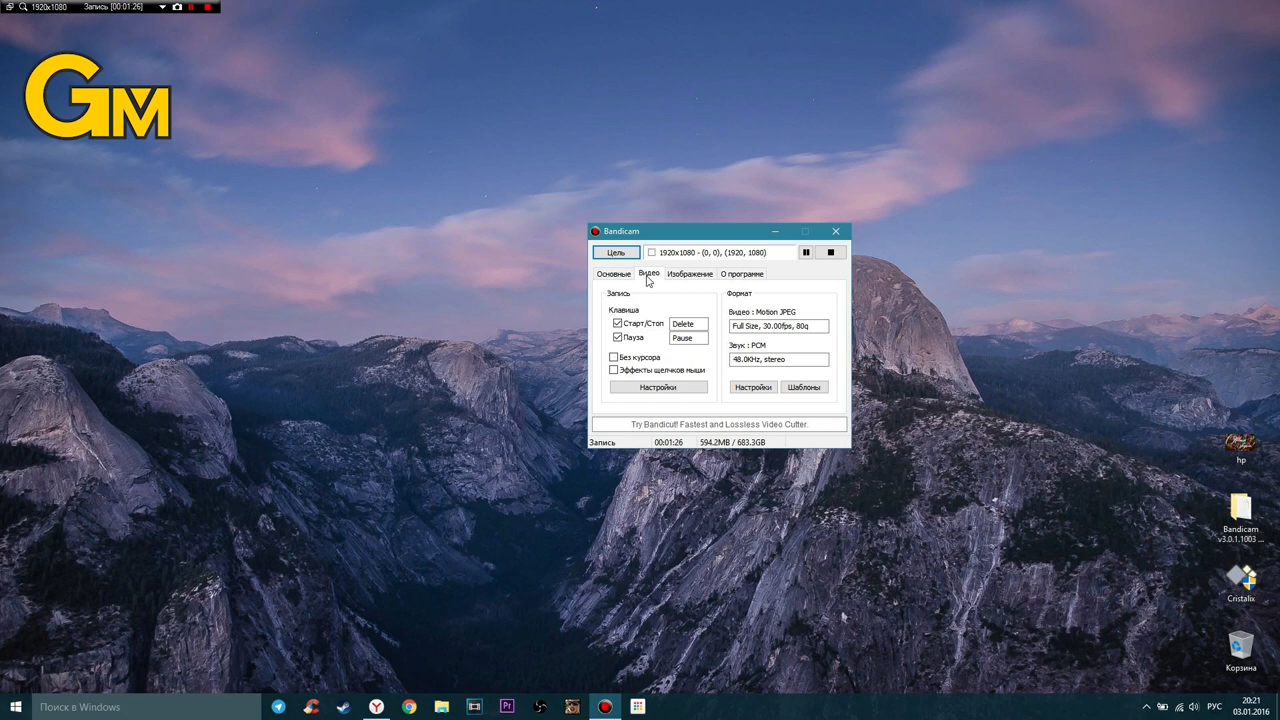 1920x1080 Запись [00:01:26]
GM
Bandicam
Цель 1920x1080 - (0, 0), (1920, 1080)
Основные Видео Изображение О программе
Запись
Клавиша
Старт/Стоп Delete
Пауза Pause
Без курсора
Эффекты щелчков мыши
Настройки
Формат
Видео : Motion JPEG
Full Size, 30.00fps, 80q
Звук : PCM
48.0KHz, stereo
Настройки Шаблоны
Try Bandicut! Fastest and Lossless Video Cutter.
Запись 00:01:26 594.2MB / 683.3GB
hp
Bandicam
v3.0.1.1003 ...
Cristalix
Корзина
Поиск в Windows
Pr
РУС
20:21
03.01.2016